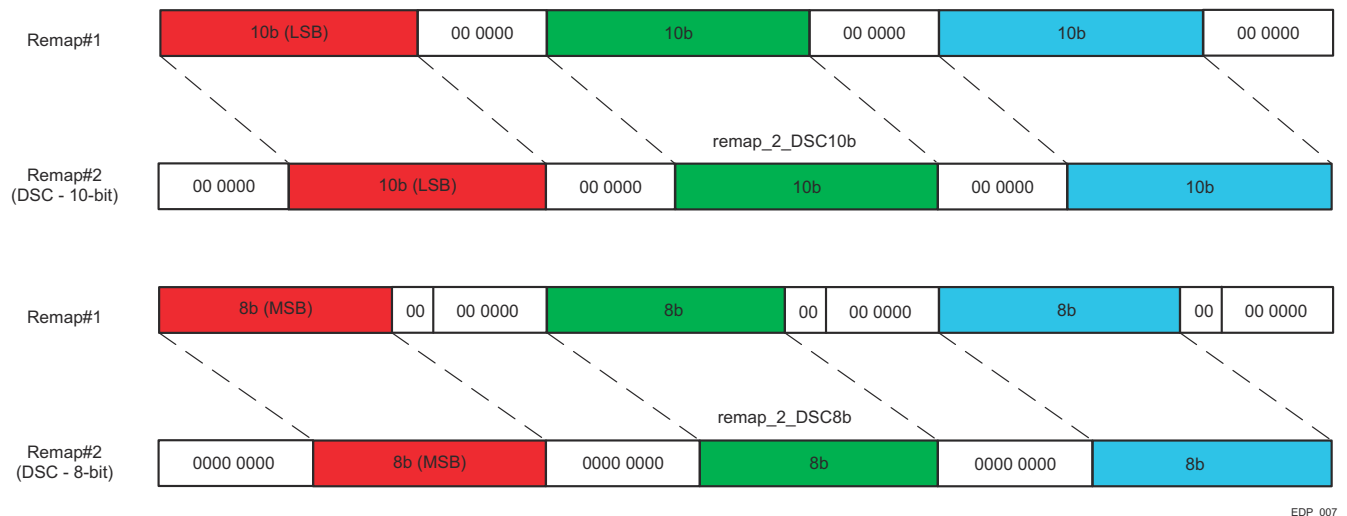 Remap#1 10b (LSB) 00 0000 10b 00 0000 10b 00 0000
remap_2_DSC10b
Remap#2
(DSC - 10-bit)
00 0000 10b (LSB) 00 0000 10b 00 0000 10b
Remap#1 8b (MSB) 00 00 0000 8b 00 00 0000 8b 00 00 0000
remap_2_DSC8b
Remap#2
(DSC - 8-bit)
0000 0000 8b (MSB) 0000 0000 8b 0000 0000 8b
EDP_007